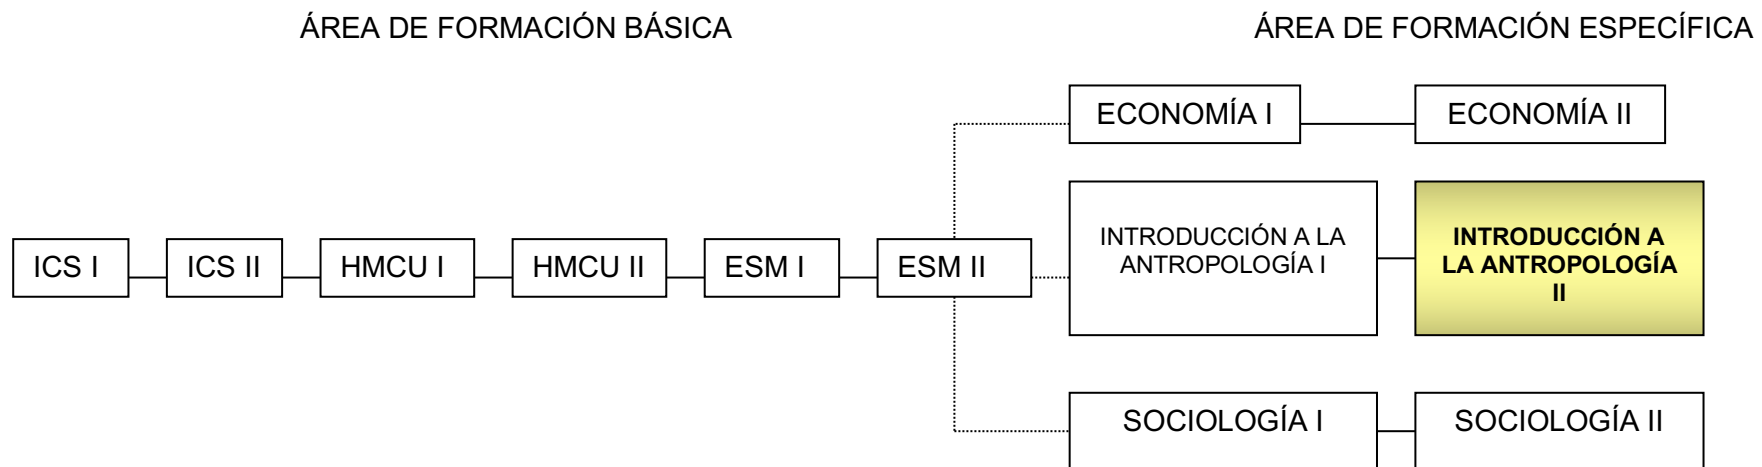 ÁREA DE FORMACIÓN BÁSICA
ÁREA DE FORMACIÓN ESPECÍFICA
ECONOMÍA I
ECONOMÍA II
ICS I
ICS II
HMCU I
HMCU II
ESM I
ESM II
INTRODUCCIÓN A LA
ANTROPOLOGÍA I
INTRODUCCIÓN A
LA ANTROPOLOGÍA
II
SOCIOLOGÍA I
SOCIOLOGÍA II